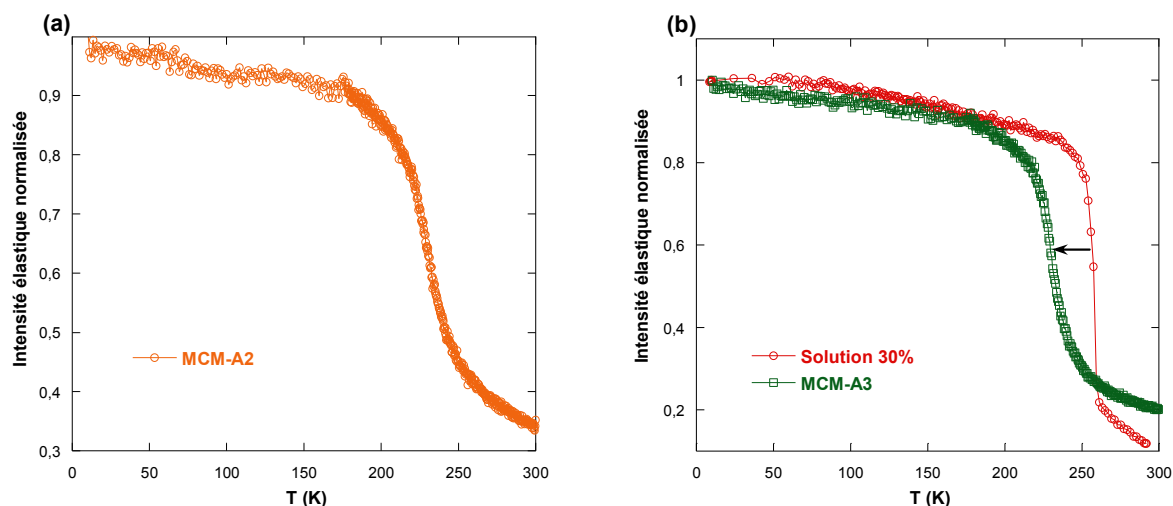 (a)
Intensité élastique normalisée
0,9
0,8
0,7
0,6
0,5
0,4
0,3
0
50
100
150
200
250
300
T (K)
MCM-A2
(b)
Intensité élastique normalisée
1
0,8
0,6
0,4
0,2
0
50
100
150
200
250
300
T (K)
Solution 30%
MCM-A3